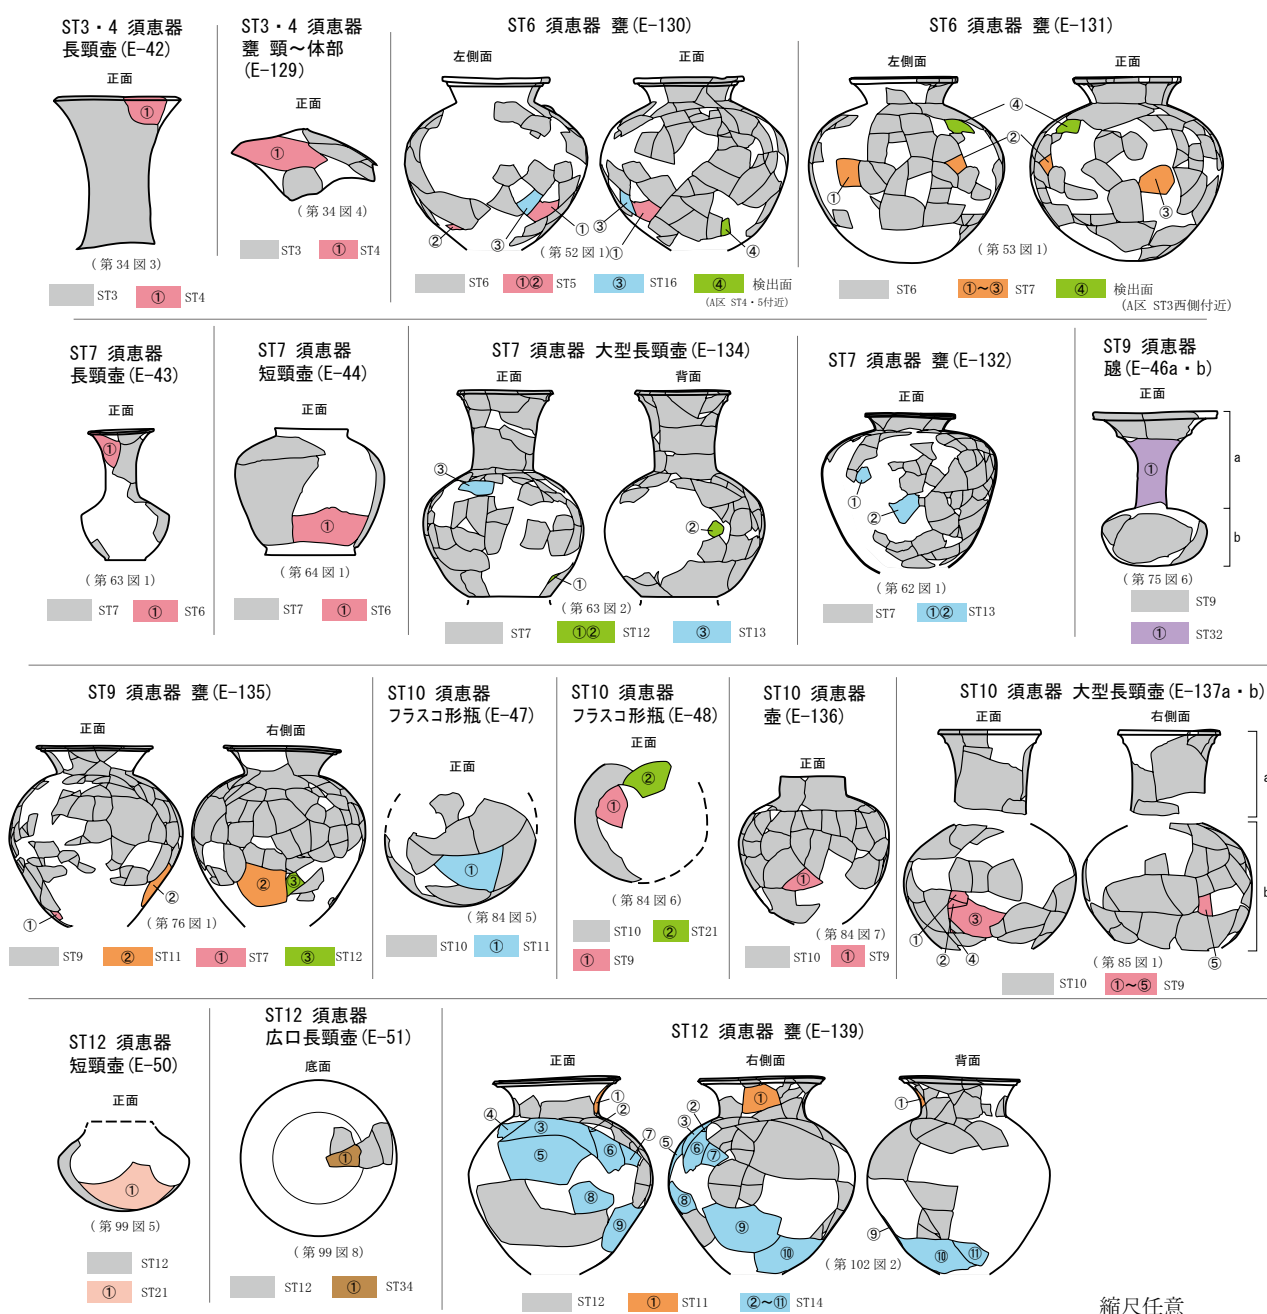 ST3・4 須恵器
長頸壺(E-42)
正面
①
(第34図3)
ST3 ① ST4
ST3・4 須恵器
甕 頸～体部
(E-129)
正面
①
(第34図4)
ST3 ① ST4
ST6 須恵器 甕(E-130)
左側面 正面
② ③ ① ③ ① ④
(第52図1)
ST6 ①② ST5 ③ ST16 ④ 検出面
(A区 ST4・5付近)
ST6 須恵器 甕(E-131)
左側面 正面
④
②
① ③
(第53図1)
ST6 ①～③ ST7 ④ 検出面
(A区 ST3西側付近)
ST7 須恵器
長頸壺(E-43)
正面
①
(第63図1)
ST7 ① ST6
ST7 須恵器
短頸壺(E-44)
正面
①
(第64図1)
ST7 ① ST6
ST7 須恵器 大型長頸壺(E-134)
正面 背面
③
②
①
(第63図2)
ST7 ①② ST12 ③ ST13
ST7 須恵器 甕(E-132)
正面
①
②
(第62図1)
ST7 ①② ST13
ST9 須恵器
𤭯(E-46a・b)
正面
①
a
b
(第75図6)
ST9
① ST32
ST9 須恵器 甕(E-135)
正面 右側面
② ③
②
①
(第76図1)
ST9 ② ST11 ① ST7 ③ ST12
ST10 須恵器
フラスコ形瓶(E-47)
正面
①
(第84図5)
ST10 ① ST11
ST10 須恵器
フラスコ形瓶(E-48)
正面
②
①
(第84図6)
ST10 ② ST21
① ST9
ST10 須恵器
壺(E-136)
正面
①
(第84図7)
ST10 ① ST9
ST10 須恵器 大型長頸壺(E-137a・b)
正面 右側面
a
b
③
①
② ④ ⑤
(第85図1)
ST10 ①～⑤ ST9
ST12 須恵器
短頸壺(E-50)
正面
①
(第99図5)
ST12
① ST21
ST12 須恵器
広口長頸壺(E-51)
底面
①
(第99図8)
ST12 ① ST34
ST12 須恵器 甕(E-139)
正面 右側面 背面
① ① ①
④ ③ ② ② ③
⑤ ⑥ ⑦ ⑤ ⑥ ⑦
⑧ ⑧
⑨ ⑨ ⑨
⑩ ⑩ ⑪
(第102図2)
ST12 ① ST11 ②～⑪ ST14
縮尺任意